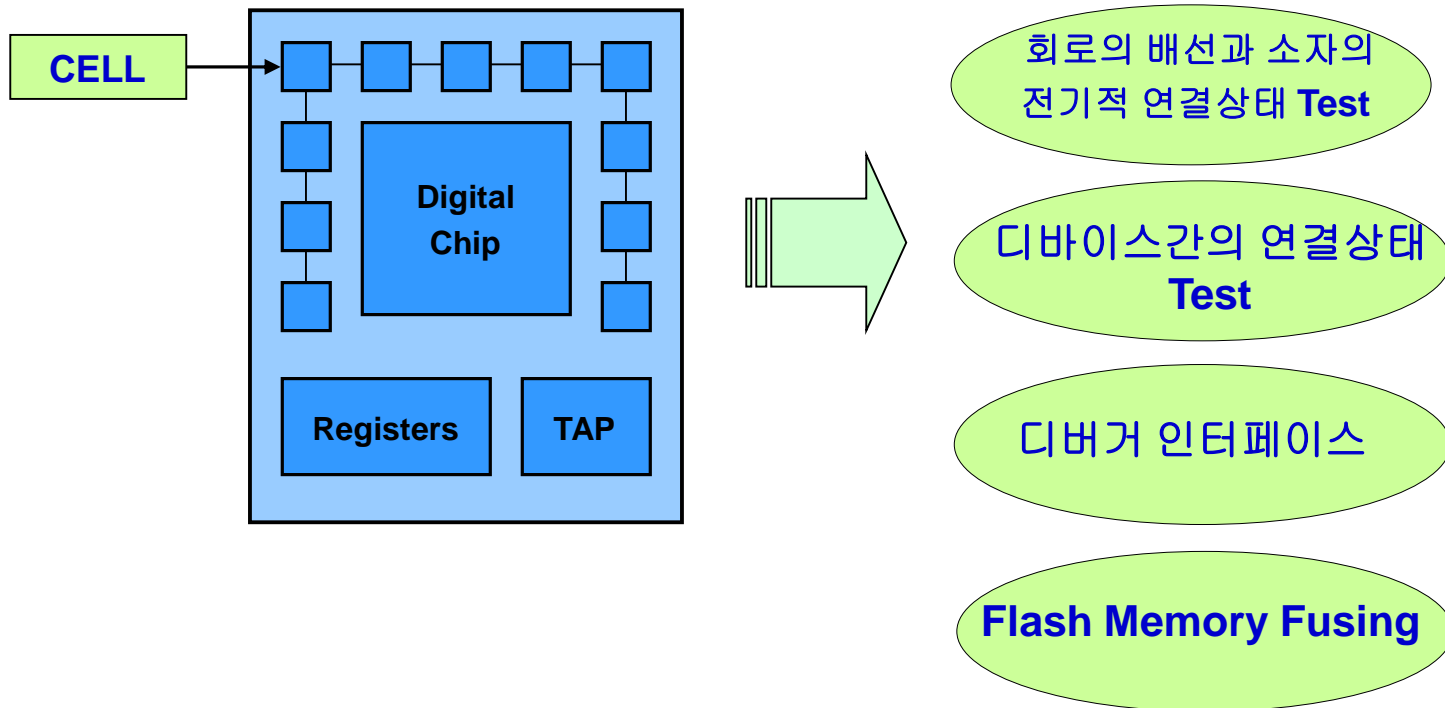 CELL
Digital
Chip
Registers
TAP
회로의 배선과 소자의
전기적 연결상태 Test
디바이스간의 연결상태
Test
디버거 인터페이스
Flash Memory Fusing